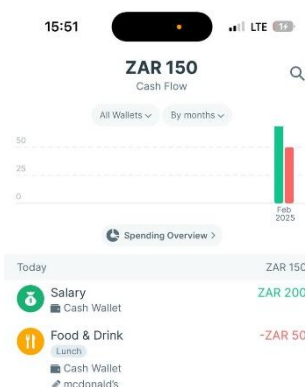 15:51 LTE 17
ZAR 150
Cash Flow
All Wallets By months
50
25
0
Feb
2025
Spending Overview >
Today ZAR 150
Salary ZAR 200
Cash Wallet
Food & Drink -ZAR 50
Lunch
Cash Wallet
mcdonald's